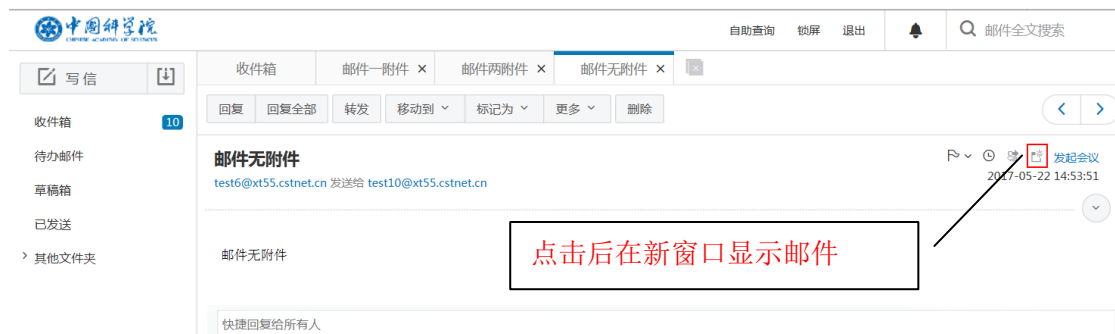 中国科学院
CHINESE ACADEMY OF SCIENCES
自助查询 锁屏 退出 邮件全文搜索
写信
收件箱 邮件一附件 × 邮件两附件 × 邮件无附件 ×
回复 回复全部 转发 移动到 标记为 更多 删除
收件箱 10
待办邮件
草稿箱
已发送
其他文件夹
邮件无附件
发起会议
test6@xt55.cstnet.cn 发送给 test10@xt55.cstnet.cn
2017-05-22 14:53:51
邮件无附件
点击后在新窗口显示邮件
快捷回复给所有人